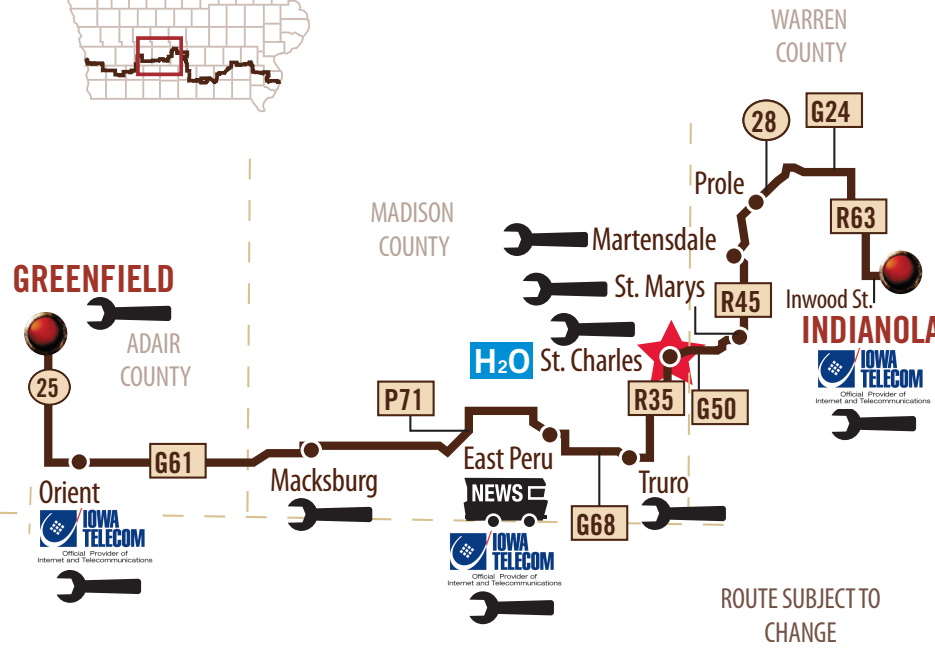 WARREN
COUNTY
28
G24
Prole
R63
MADISON
COUNTY
Martensdale
GREENFIELD
St. Marys
R45
Inwood St.
INDIANOLA
ADAIR
COUNTY
H2O
St. Charles
IOWA
TELECOM
Official Provider of
Internet and Telecommunications
25
P71
R35
G50
G61
East Peru
Macksburg
Truro
Orient
NEWS
G68
IOWA
TELECOM
Official Provider of
Internet and Telecommunications
IOWA
TELECOM
Official Provider of
Internet and Telecommunications
ROUTE SUBJECT TO
CHANGE